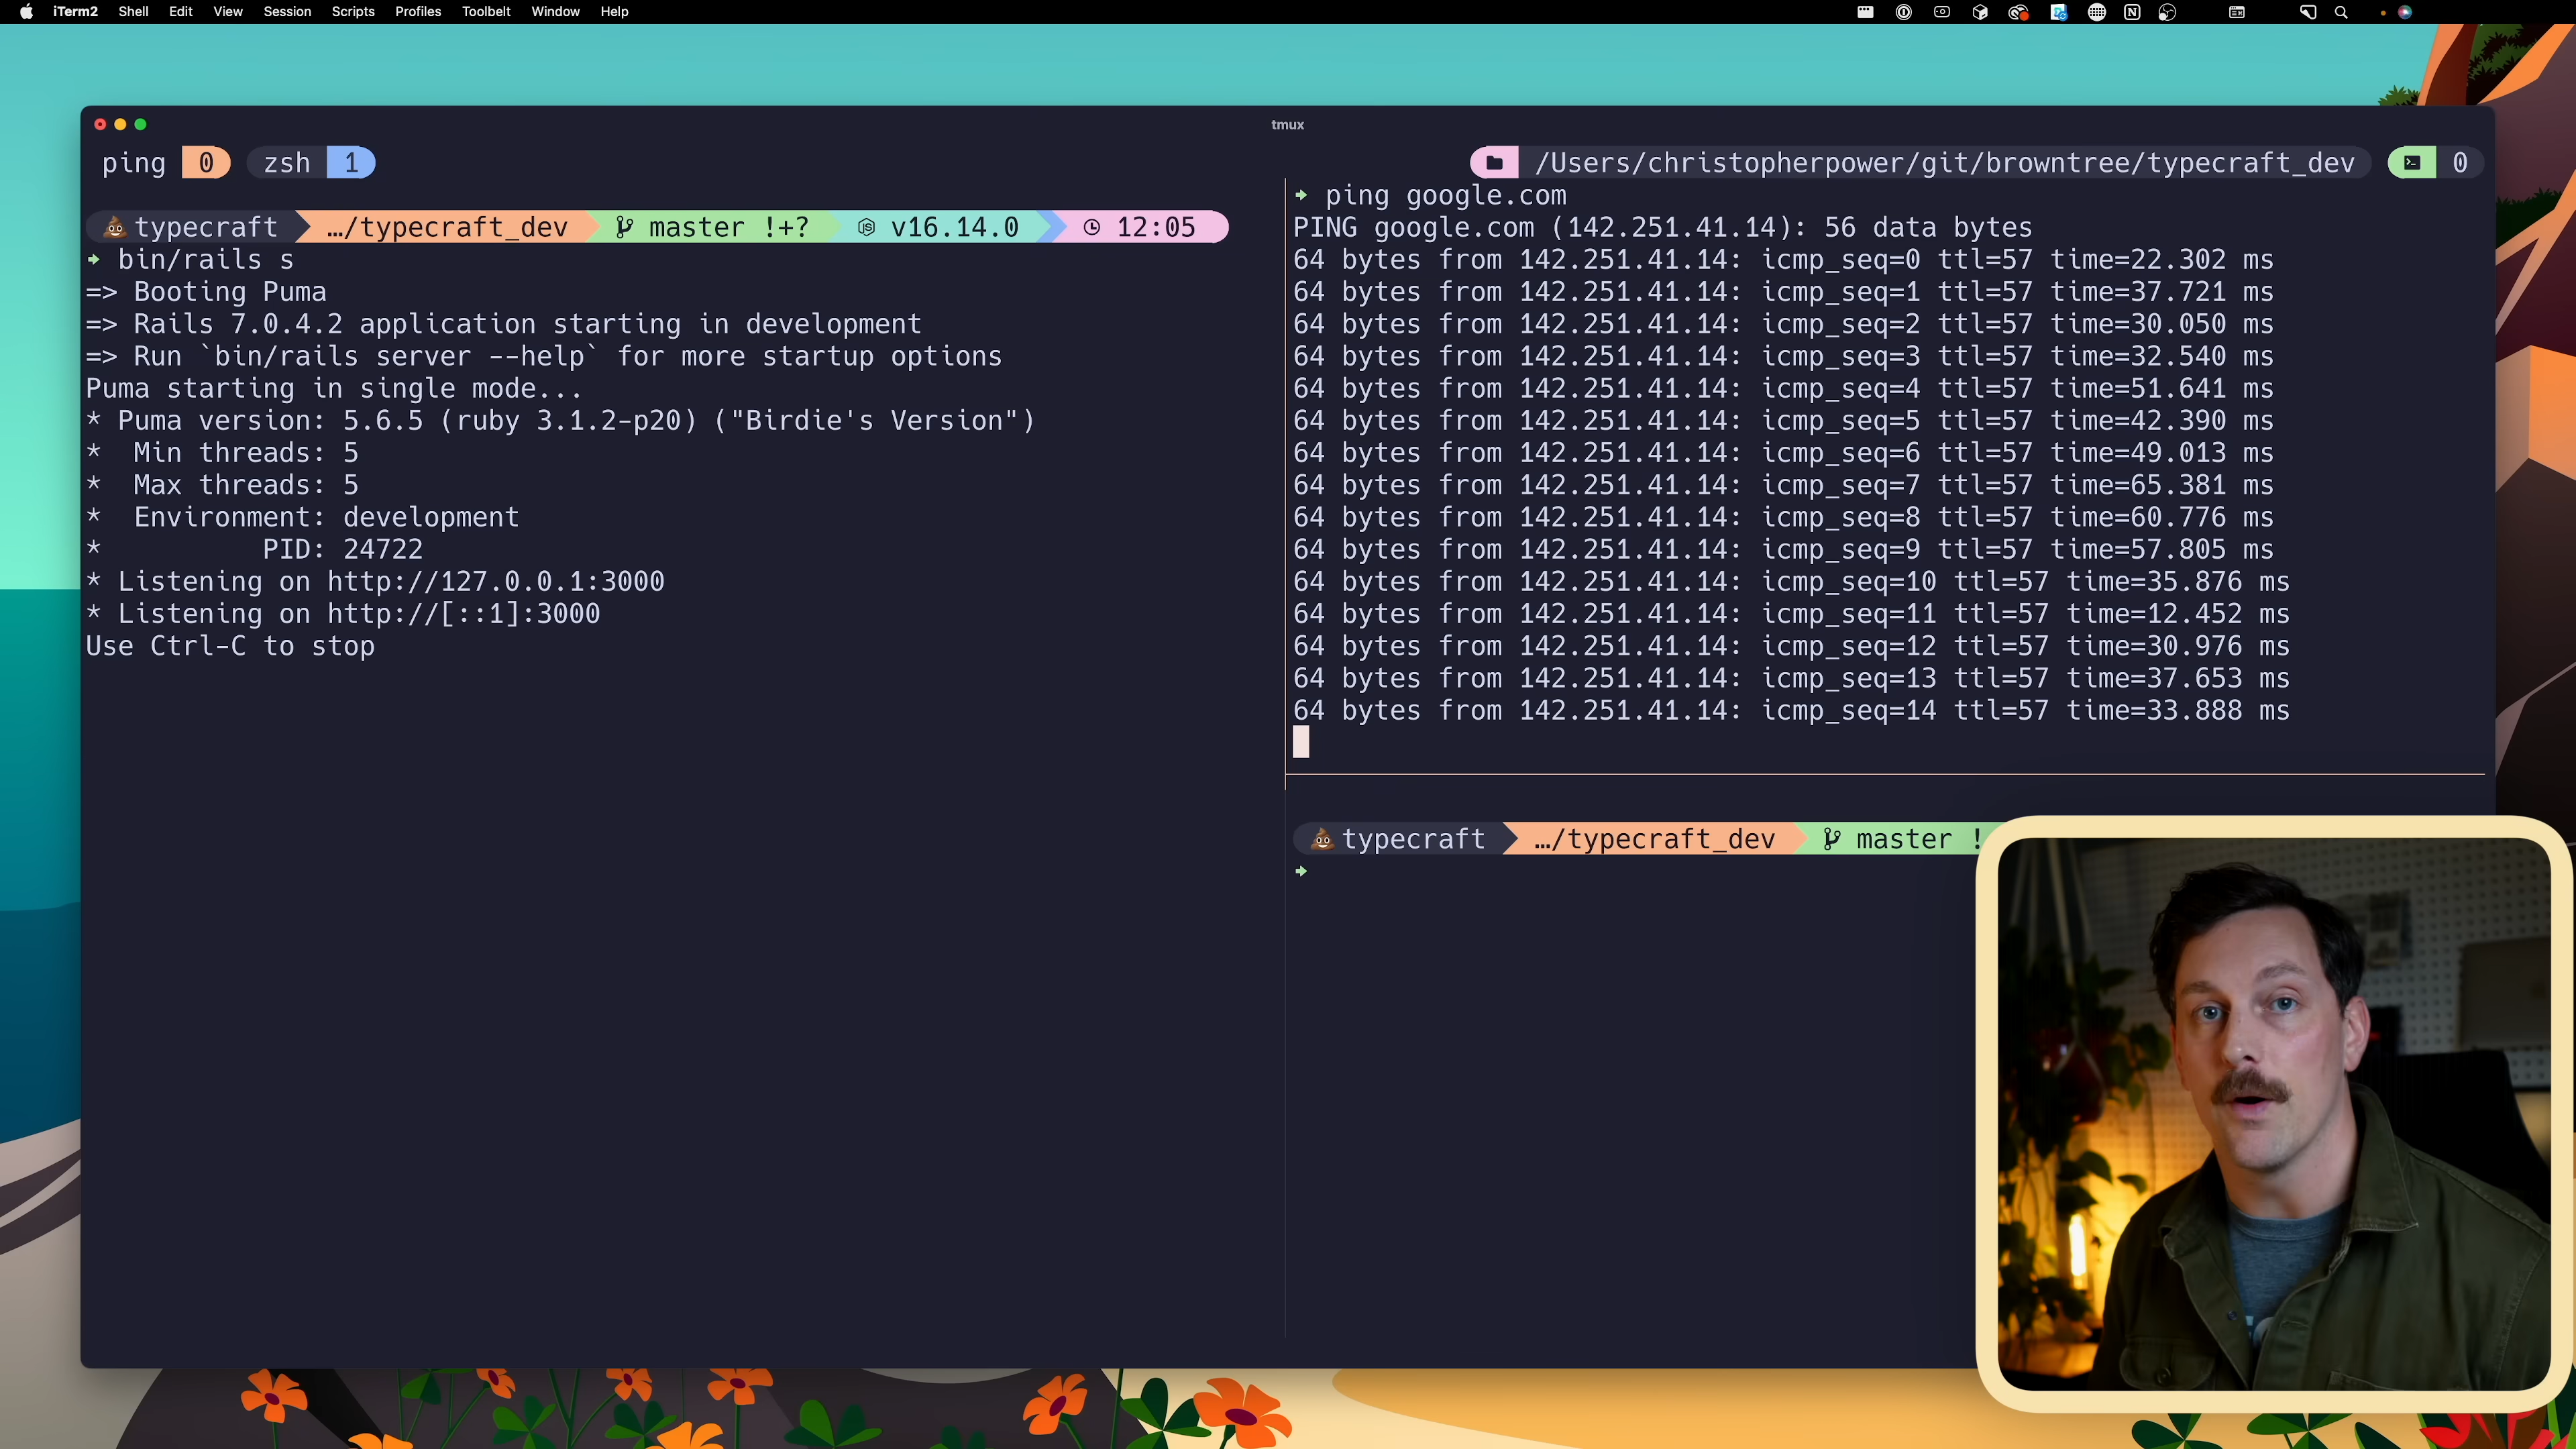 iTerm2 Shell Edit View Session Scripts Profiles Toolbelt Window Help
tmux
ping 0 zsh 1
/Users/christopherpower/git/browntree/typecraft_dev 0
typecraft …/typecraft_dev master !+? v16.14.0 12:05
bin/rails s
=> Booting Puma
=> Rails 7.0.4.2 application starting in development
=> Run `bin/rails server --help` for more startup options
Puma starting in single mode...
* Puma version: 5.6.5 (ruby 3.1.2-p20) ("Birdie's Version")
*  Min threads: 5
*  Max threads: 5
*  Environment: development
*          PID: 24722
* Listening on http://127.0.0.1:3000
* Listening on http://[::1]:3000
Use Ctrl-C to stop
ping google.com
PING google.com (142.251.41.14): 56 data bytes
64 bytes from 142.251.41.14: icmp_seq=0 ttl=57 time=22.302 ms
64 bytes from 142.251.41.14: icmp_seq=1 ttl=57 time=37.721 ms
64 bytes from 142.251.41.14: icmp_seq=2 ttl=57 time=30.050 ms
64 bytes from 142.251.41.14: icmp_seq=3 ttl=57 time=32.540 ms
64 bytes from 142.251.41.14: icmp_seq=4 ttl=57 time=51.641 ms
64 bytes from 142.251.41.14: icmp_seq=5 ttl=57 time=42.390 ms
64 bytes from 142.251.41.14: icmp_seq=6 ttl=57 time=49.013 ms
64 bytes from 142.251.41.14: icmp_seq=7 ttl=57 time=65.381 ms
64 bytes from 142.251.41.14: icmp_seq=8 ttl=57 time=60.776 ms
64 bytes from 142.251.41.14: icmp_seq=9 ttl=57 time=57.805 ms
64 bytes from 142.251.41.14: icmp_seq=10 ttl=57 time=35.876 ms
64 bytes from 142.251.41.14: icmp_seq=11 ttl=57 time=12.452 ms
64 bytes from 142.251.41.14: icmp_seq=12 ttl=57 time=30.976 ms
64 bytes from 142.251.41.14: icmp_seq=13 ttl=57 time=37.653 ms
64 bytes from 142.251.41.14: icmp_seq=14 ttl=57 time=33.888 ms
typecraft …/typecraft_dev master !